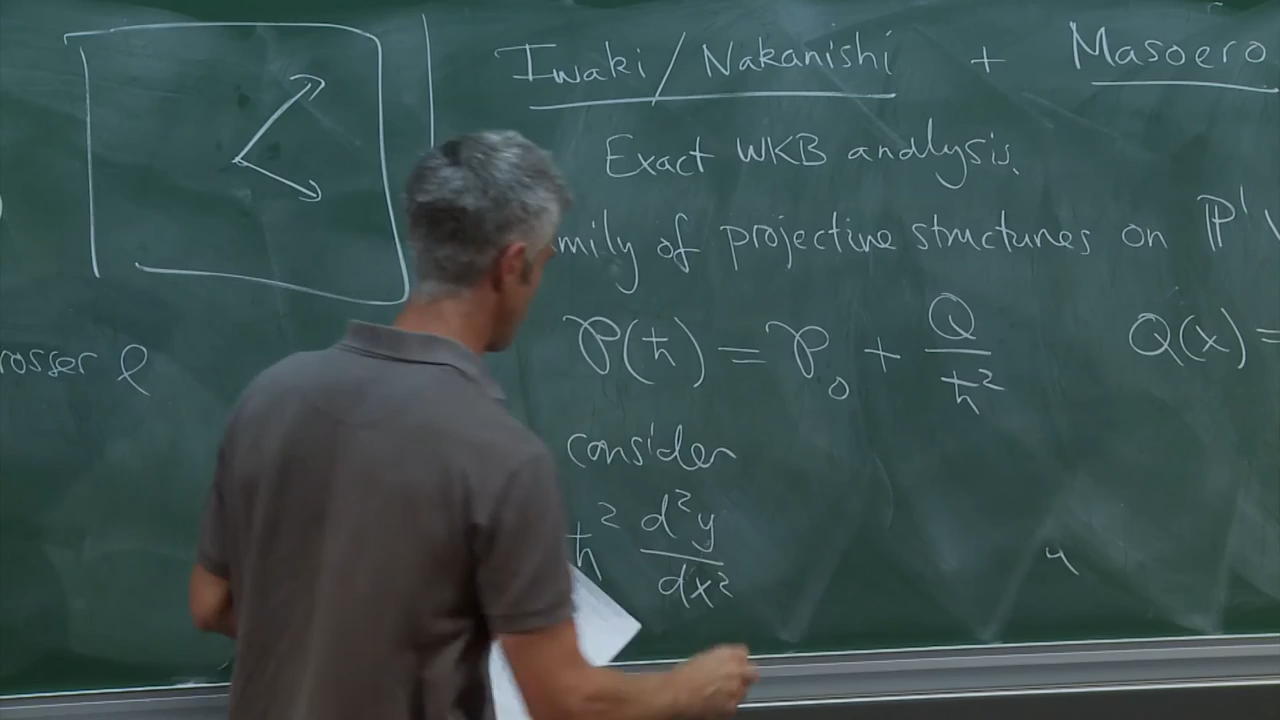 Iwaki / Nakanishi + Masoero
Exact WKB analysis.
mily of projective structures on P¹ \
rosser ℓ
𝒫(ħ) = 𝒫₀ + Q/ħ² Q(x) =
consider
ħ² d²y/dx²